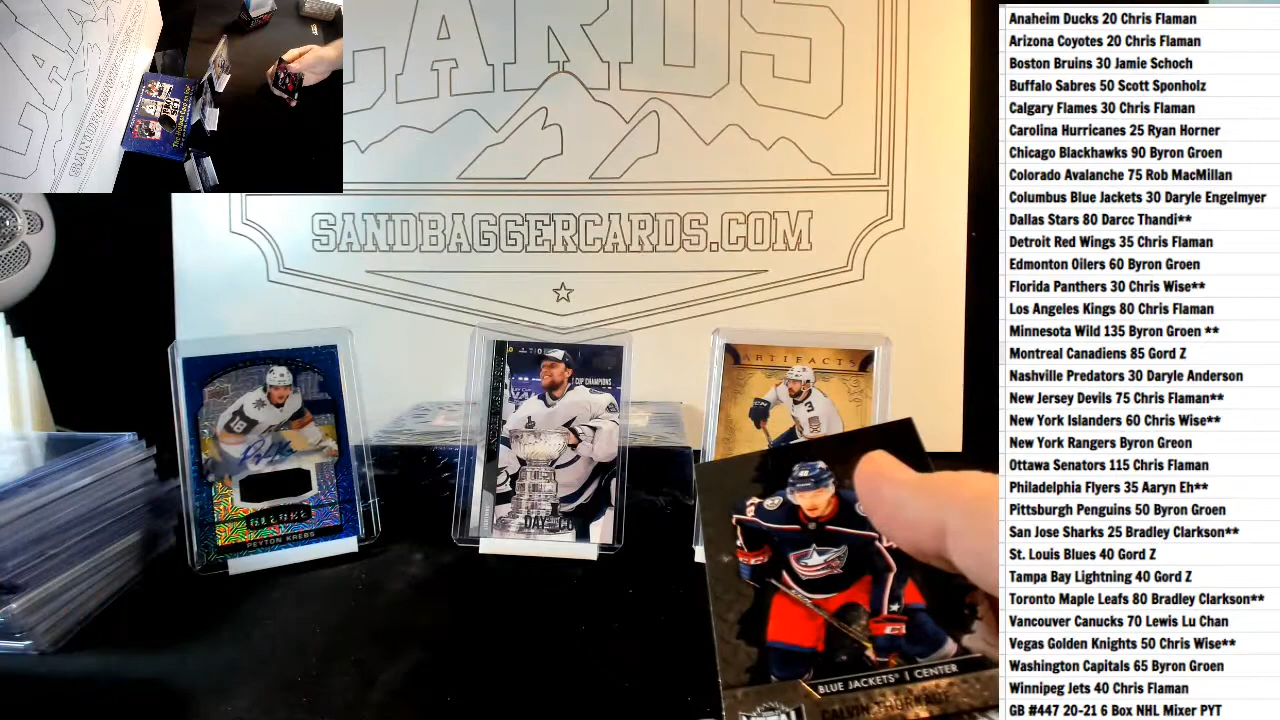 CARDS
SANDBAGGERCARDS.COM
18
PEYTON KREBS
CUP CHAMPIONS
DAY
ARTIFACTS
3
BLUE JACKETS | CENTER
Anaheim Ducks 20 Chris Flaman
Arizona Coyotes 20 Chris Flaman
Boston Bruins 30 Jamie Schoch
Buffalo Sabres 50 Scott Sponholz
Calgary Flames 30 Chris Flaman
Carolina Hurricanes 25 Ryan Horner
Chicago Blackhawks 90 Byron Groen
Colorado Avalanche 75 Rob MacMillan
Columbus Blue Jackets 30 Daryle Engelmyer
Dallas Stars 80 Darcc Thandi**
Detroit Red Wings 35 Chris Flaman
Edmonton Oilers 60 Byron Groen
Florida Panthers 30 Chris Wise**
Los Angeles Kings 80 Chris Flaman
Minnesota Wild 135 Byron Groen **
Montreal Canadiens 85 Gord Z
Nashville Predators 30 Daryle Anderson
New Jersey Devils 75 Chris Flaman**
New York Islanders 60 Chris Wise**
New York Rangers Byron Greon
Ottawa Senators 115 Chris Flaman
Philadelphia Flyers 35 Aaryn Eh**
Pittsburgh Penguins 50 Byron Groen
San Jose Sharks 25 Bradley Clarkson**
St. Louis Blues 40 Gord Z
Tampa Bay Lightning 40 Gord Z
Toronto Maple Leafs 80 Bradley Clarkson**
Vancouver Canucks 70 Lewis Lu Chan
Vegas Golden Knights 50 Chris Wise**
Washington Capitals 65 Byron Groen
Winnipeg Jets 40 Chris Flaman
GB #447 20-21 6 Box NHL Mixer PYT